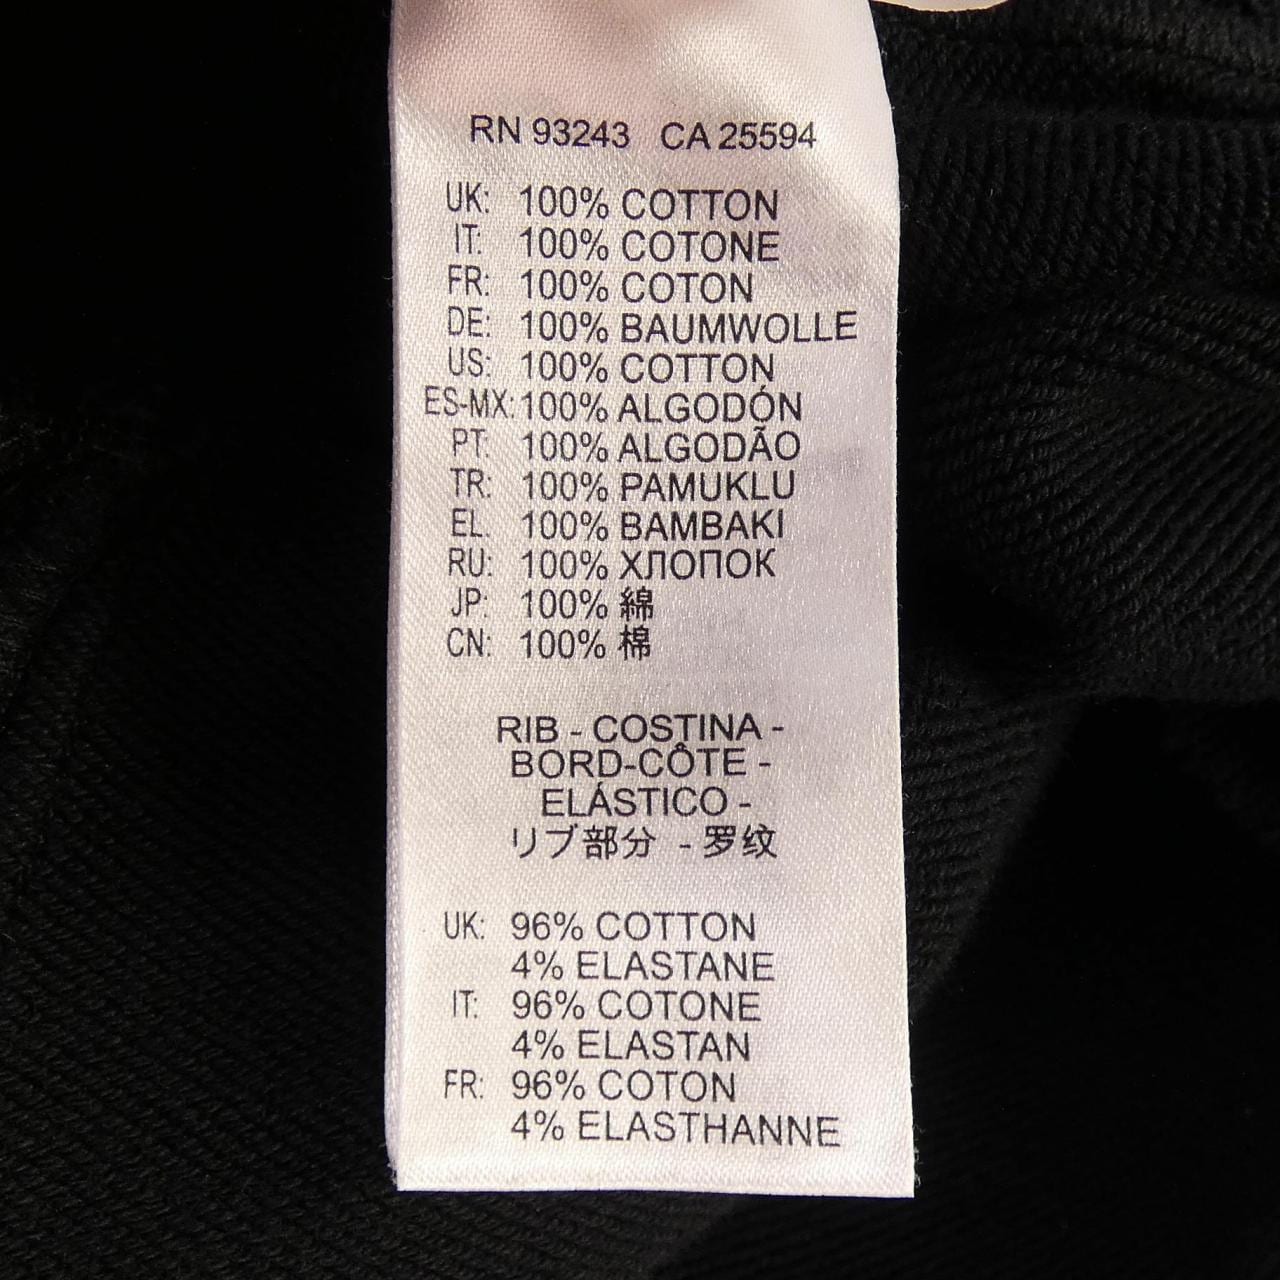 RN 93243 CA 25594
UK: 100% COTTON
IT: 100% COTONE
FR: 100% COTON
DE: 100% BAUMWOLLE
US: 100% COTTON
ES-MX: 100% ALGODÓN
PT: 100% ALGODÃO
TR: 100% PAMUKLU
EL. 100% BAMBAKI
RU: 100% ХЛОПОК
JP: 100% 綿
CN: 100% 棉
RIB - COSTINA -
BORD-CÔTE -
ELÁSTICO -
リブ部分 - 罗纹
UK: 96% COTTON
4% ELASTANE
IT: 96% COTONE
4% ELASTAN
FR: 96% COTON
4% ELASTHANNE